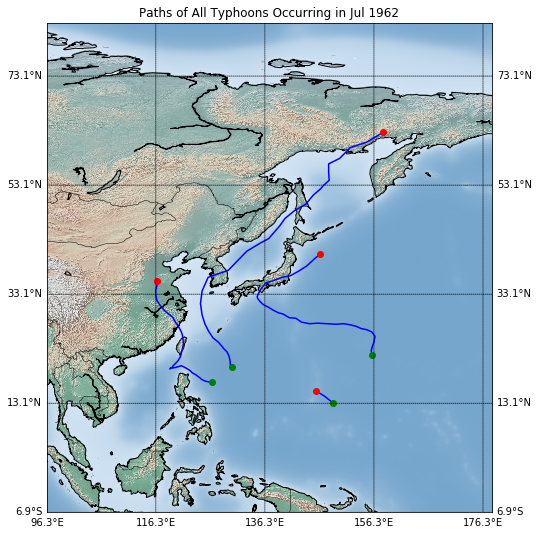 Paths of All Typhoons Occurring in Jul 1962
73.1°N 73.1°N
53.1°N 53.1°N
33.1°N 33.1°N
13.1°N 13.1°N
6.9°S 6.9°S
96.3°E 116.3°E 136.3°E 156.3°E 176.3°E